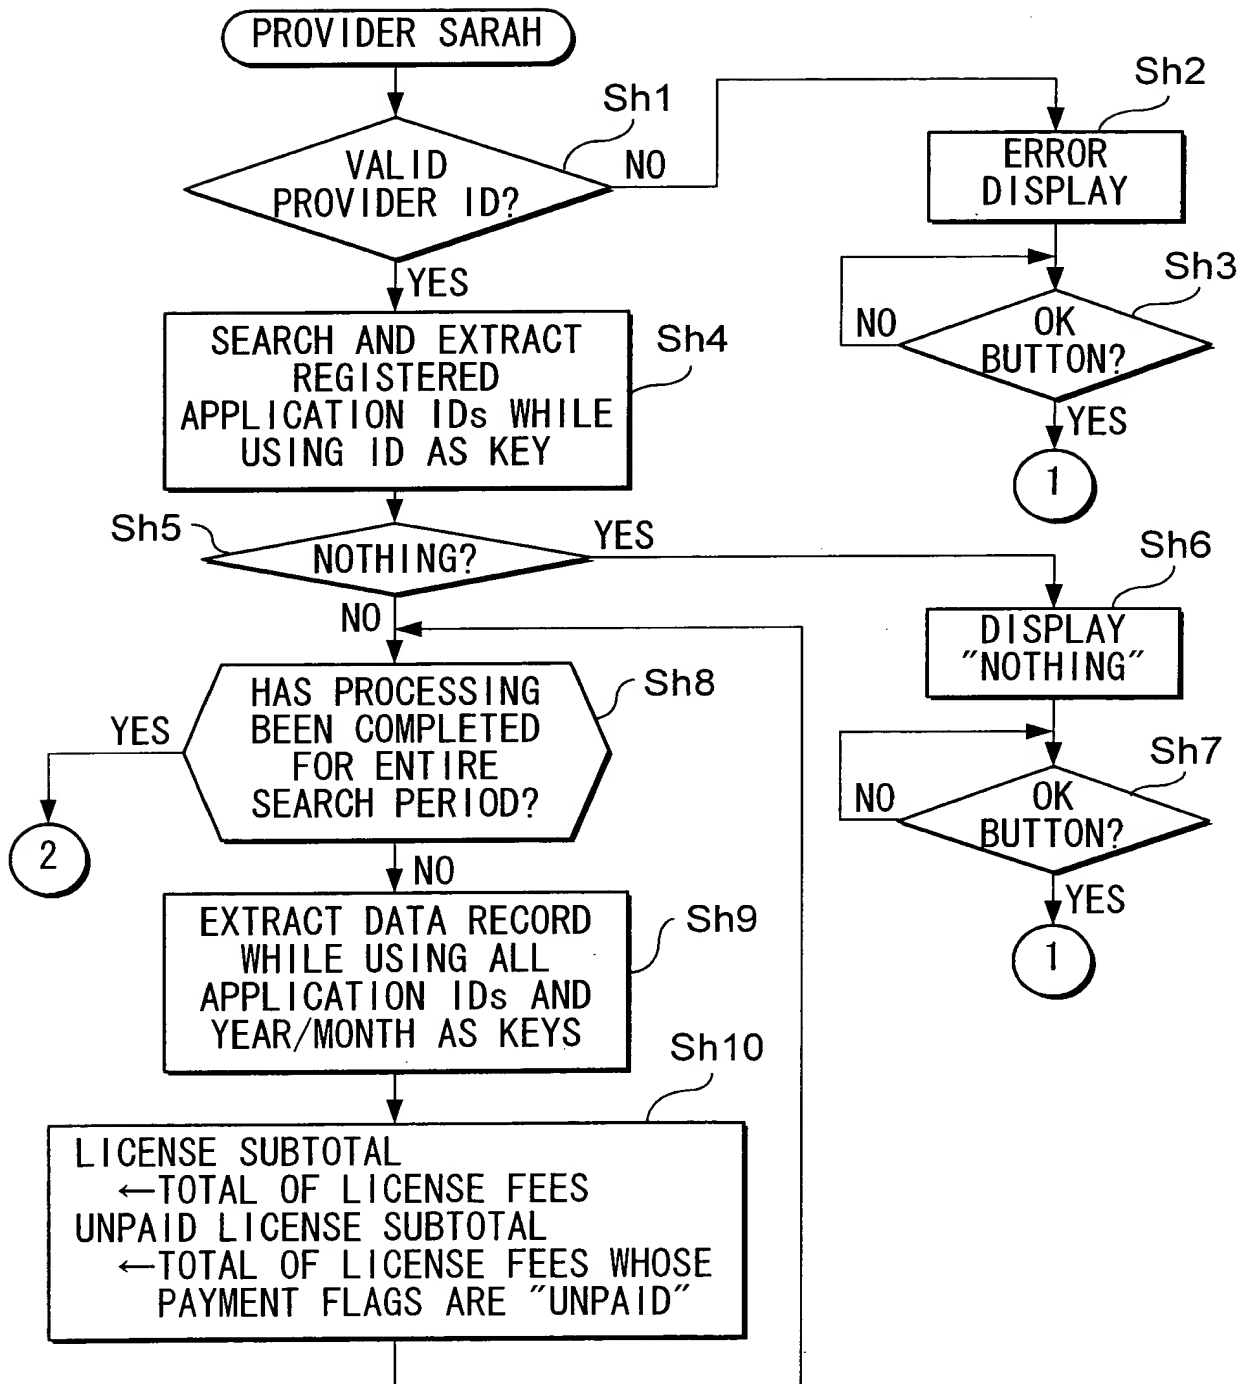 PROVIDER SARAH
Sh1
VALID
PROVIDER ID?
NO
Sh2
ERROR
DISPLAY
Sh3
OK
BUTTON?
NO
YES
1
YES
SEARCH AND EXTRACT
REGISTERED
APPLICATION IDs WHILE
USING ID AS KEY
Sh4
Sh5
NOTHING?
YES
NO
Sh6
DISPLAY
"NOTHING"
Sh7
OK
BUTTON?
NO
YES
1
HAS PROCESSING
BEEN COMPLETED
FOR ENTIRE
SEARCH PERIOD?
Sh8
YES
2
NO
EXTRACT DATA RECORD
WHILE USING ALL
APPLICATION IDs AND
YEAR/MONTH AS KEYS
Sh9
Sh10
LICENSE SUBTOTAL
←TOTAL OF LICENSE FEES
UNPAID LICENSE SUBTOTAL
←TOTAL OF LICENSE FEES WHOSE
PAYMENT FLAGS ARE "UNPAID"